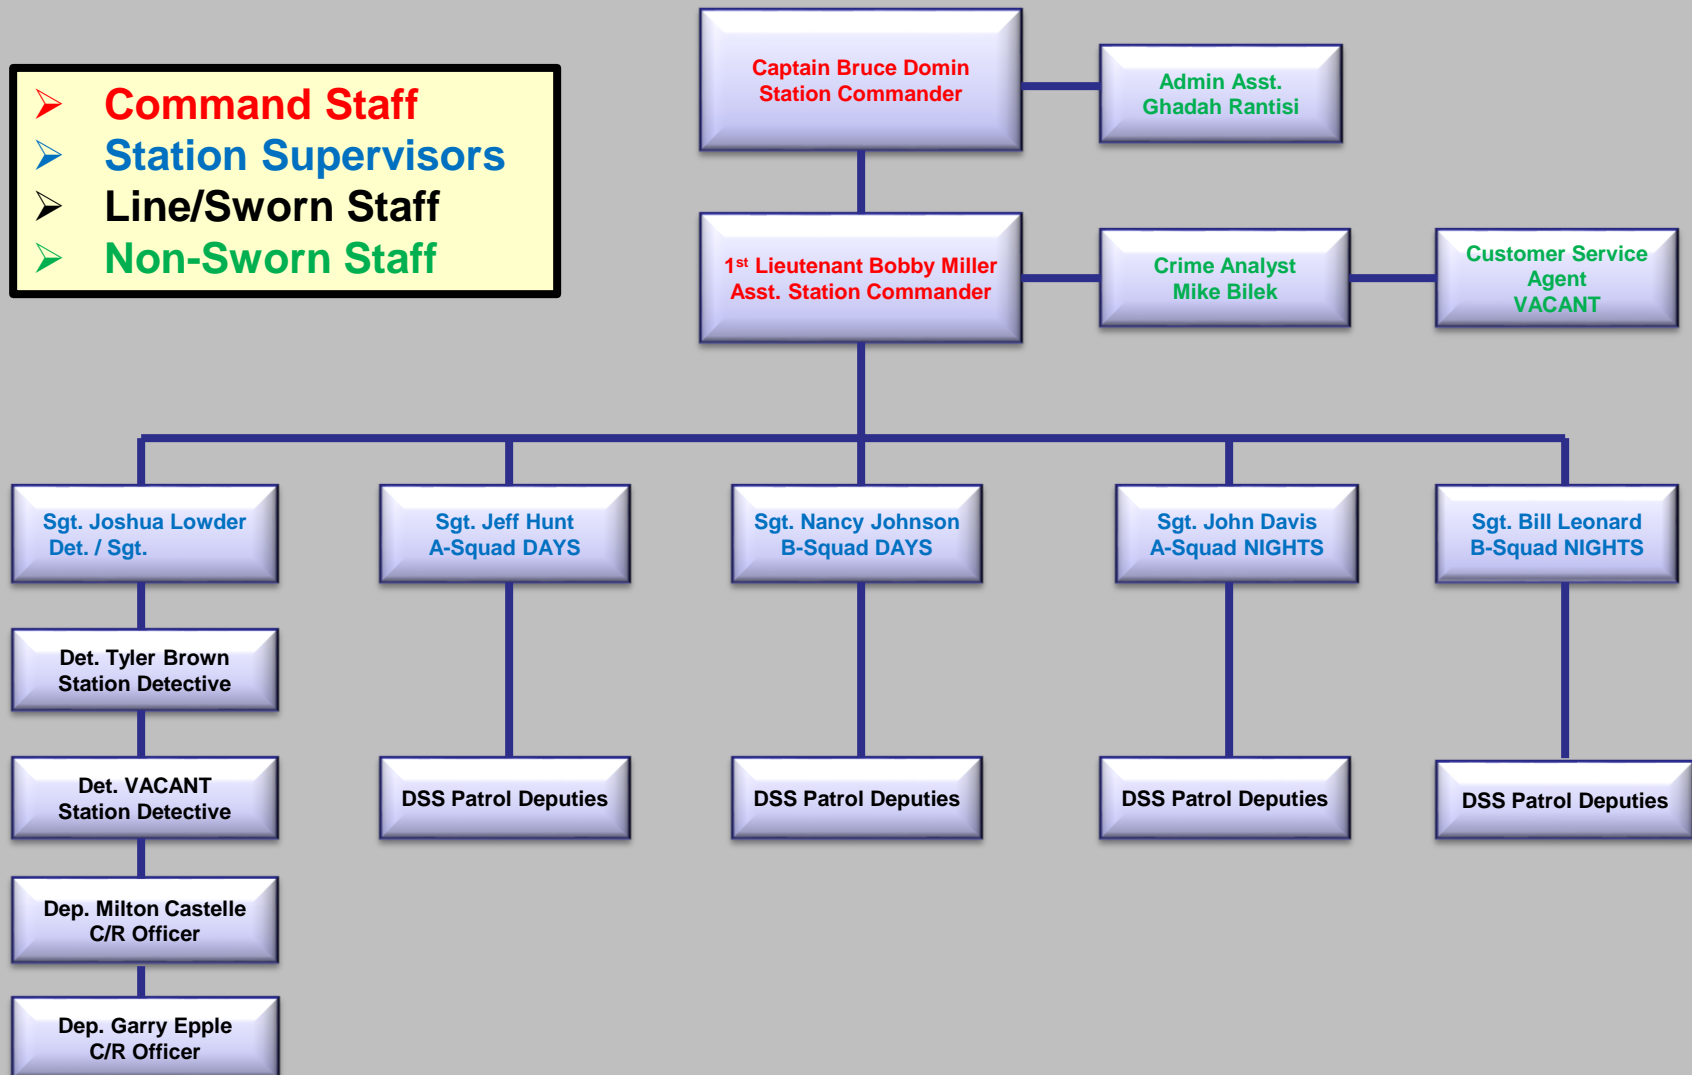 Captain Bruce Domin
Station Commander
Admin Asst.
Ghadah Rantisi
Command Staff
Station Supervisors
Line/Sworn Staff
Non-Sworn Staff
1st Lieutenant Bobby Miller
Asst. Station Commander
Crime Analyst
Mike Bilek
Customer Service
Agent
VACANT
Sgt. Joshua Lowder
Det. / Sgt.
Sgt. Jeff Hunt
A-Squad DAYS
Sgt. Nancy Johnson
B-Squad DAYS
Sgt. John Davis
A-Squad NIGHTS
Sgt. Bill Leonard
B-Squad NIGHTS
Det. Tyler Brown
Station Detective
Det. VACANT
Station Detective
DSS Patrol Deputies
DSS Patrol Deputies
DSS Patrol Deputies
DSS Patrol Deputies
Dep. Milton Castelle
C/R Officer
Dep. Garry Epple
C/R Officer